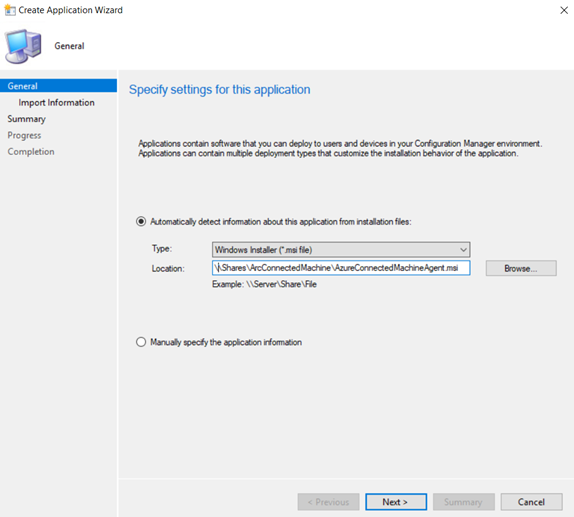 Create Application Wizard
General
General
Import Information
Summary
Progress
Completion
Specify settings for this application
Applications contain software that you can deploy to users and devices in your Configuration Manager environment.
Applications can contain multiple deployment types that customize the installation behavior of the application.
Automatically detect information about this application from installation files:
Type:
Windows Installer (*.msi file)
Location:
\\Shares\ArcConnectedMachine\AzureConnectedMachineAgent.msi
Browse...
Example: \\Server\Share\File
Manually specify the application information
< Previous
Next >
Summary
Cancel